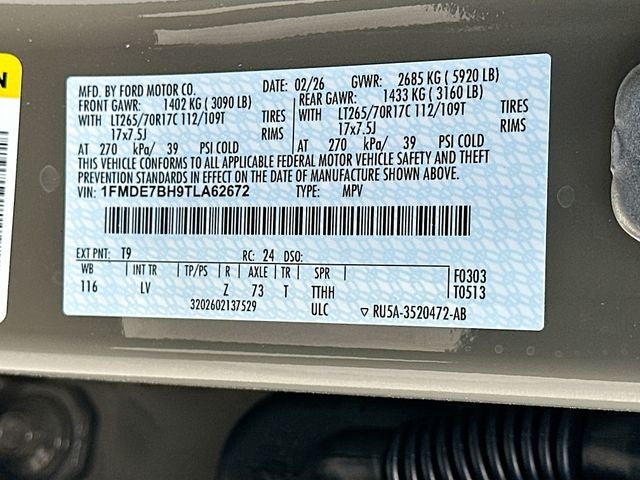 N
MFD. BY FORD MOTOR CO. DATE: 02/26 GVWR: 2685 KG ( 5920 LB)
FRONT GAWR: 1402 KG ( 3090 LB) REAR GAWR: 1433 KG ( 3160 LB)
WITH LT265/70R17C 112/109T TIRES WITH LT265/70R17C 112/109T TIRES
17x7.5J RIMS 17x7.5J RIMS
AT 270 kPa/ 39 PSI COLD AT 270 kPa/ 39 PSI COLD
THIS VEHICLE CONFORMS TO ALL APPLICABLE FEDERAL MOTOR VEHICLE SAFETY AND THEFT
PREVENTION STANDARDS IN EFFECT ON THE DATE OF MANUFACTURE SHOWN ABOVE.
VIN: 1FMDE7BH9TLA62672 TYPE: MPV
EXT PNT: T9 RC: 24 DSO:
WB INT TR TP/PS R AXLE TR SPR F0303
116 LV Z 73 T TTHH T0513
3202602137529 ULC ▽ RU5A-3520472-AB